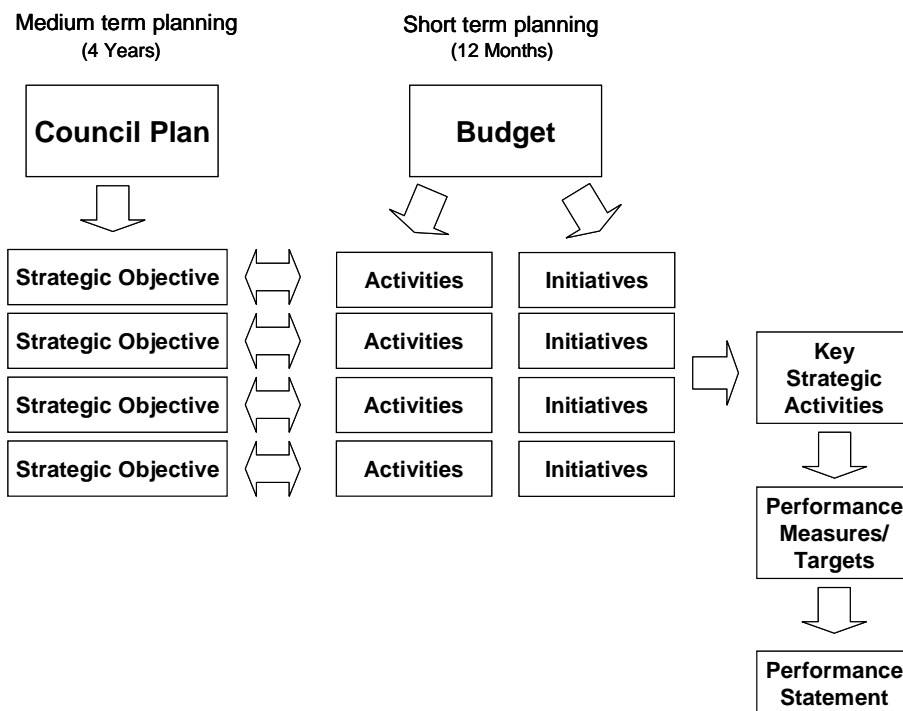 Medium term planning
(4 Years)
Short term planning
(12 Months)
Council Plan
Budget
Strategic Objective
Activities
Initiatives
Strategic Objective
Activities
Initiatives
Strategic Objective
Activities
Initiatives
Strategic Objective
Activities
Initiatives
Key
Strategic
Activities
Performance
Measures/
Targets
Performance
Statement